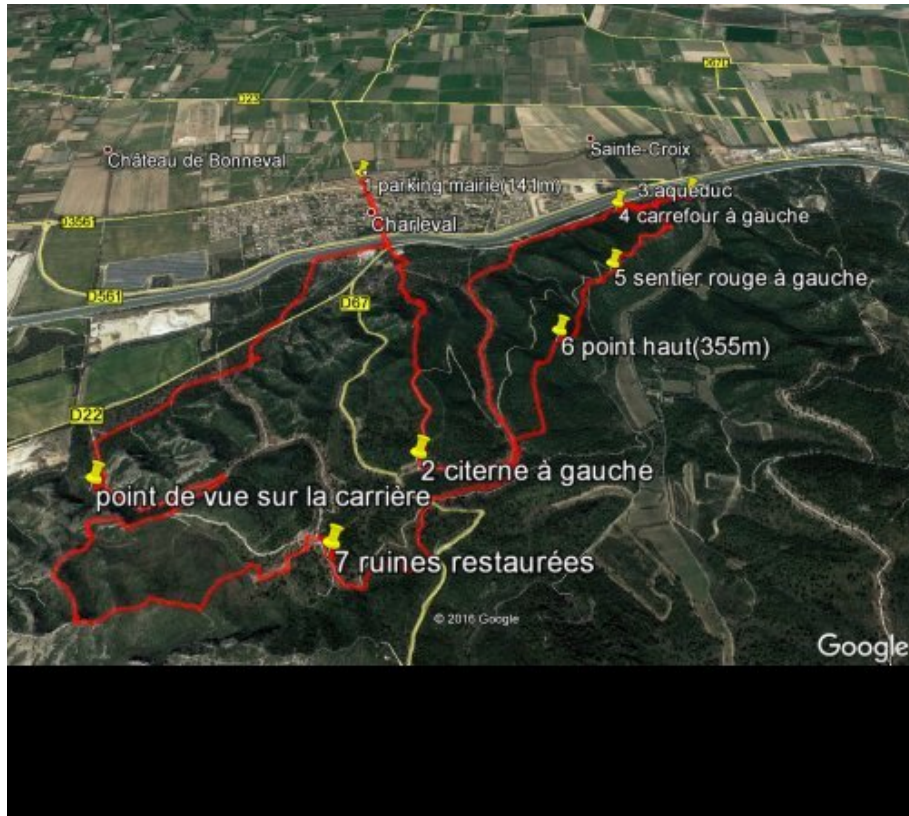 D67D
D23
Château de Bonneval
Sainte-Croix
1 parking mairie(141m)
3 aqueduc
Charleval
4 carrefour à gauche
D3561
5 sentier rouge à gauche
D561
D67
6 point haut(355m)
D22
2 citerne à gauche
point de vue sur la carrière
7 ruines restaurées
© 2016 Google
Google